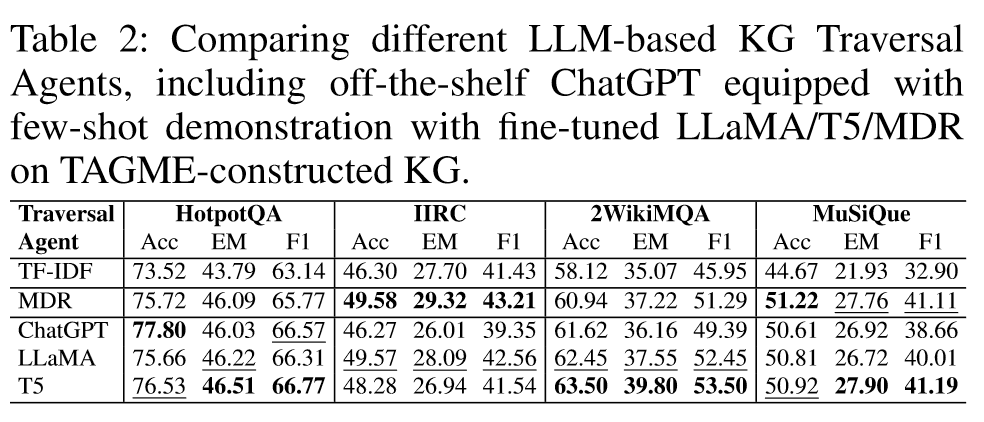 Table 2: Comparing different LLM-based KG Traversal
Agents, including off-the-shelf ChatGPT equipped with
few-shot demonstration with fine-tuned LLaMA/T5/MDR
on TAGME-constructed KG.
Traversal HotpotQA IIRC 2WikiMQA MuSiQue
Agent Acc EM F1 Acc EM F1 Acc EM F1 Acc EM F1
TF-IDF 73.52 43.79 63.14 46.30 27.70 41.43 58.12 35.07 45.95 44.67 21.93 32.90
MDR 75.72 46.09 65.77 49.58 29.32 43.21 60.94 37.22 51.29 51.22 27.76 41.11
ChatGPT 77.80 46.03 66.57 46.27 26.01 39.35 61.62 36.16 49.39 50.61 26.92 38.66
LLaMA 75.66 46.22 66.31 49.57 28.09 42.56 62.45 37.55 52.45 50.81 26.72 40.01
T5 76.53 46.51 66.77 48.28 26.94 41.54 63.50 39.80 53.50 50.92 27.90 41.19